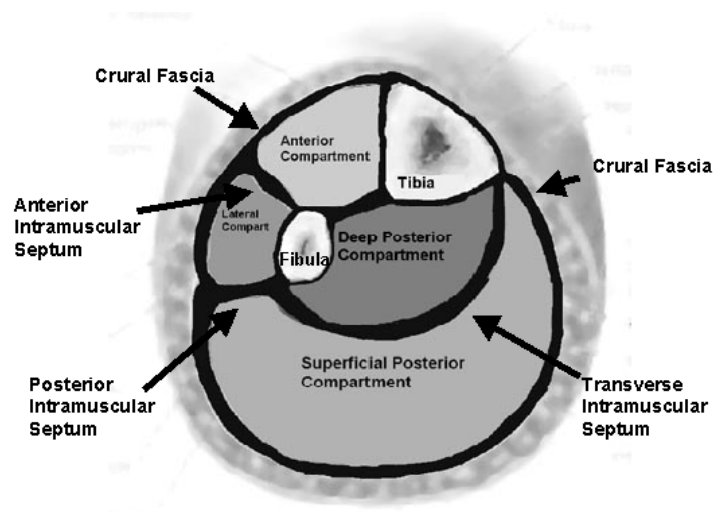 Crural Fascia
Anterior
Compartment
Tibia
Crural Fascia
Anterior
Intramuscular
Septum
Lateral
Compart
Fibula
Deep Posterior
Compartment
Superficial Posterior
Compartment
Posterior
Intramuscular
Septum
Transverse
Intramuscular
Septum